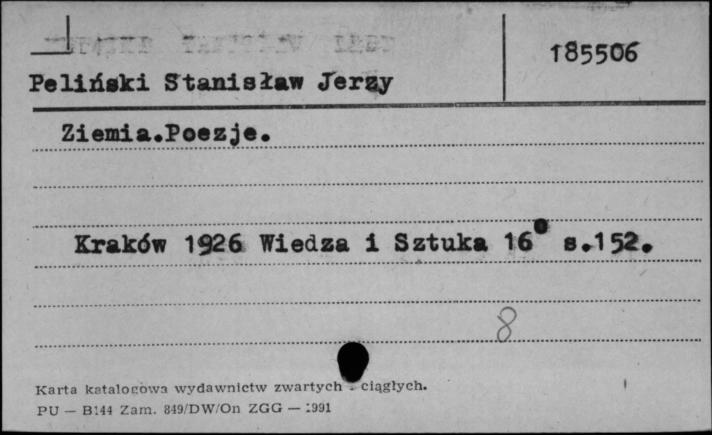 185506
Peliński Stanisław Jerzy
Ziemia.Poezje.
Kraków 1926 Wiedza i Sztuka 16° s.152.
8
Karta katalogowa wydawnictw zwartych i ciągłych.
PU — B144 Zam. 849/DW/On ZGG — 1991